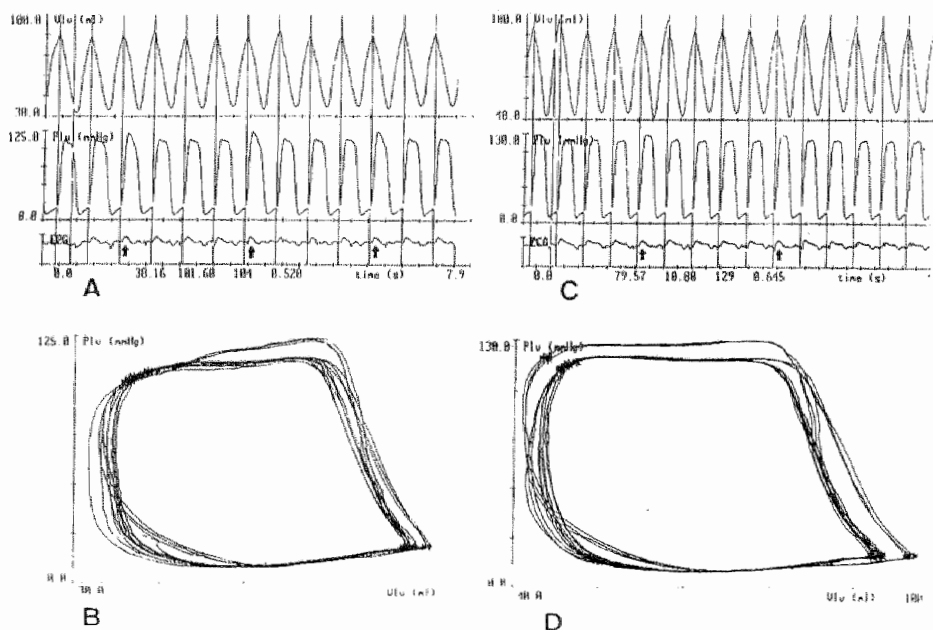 100.0 Vlv (ml)
30.0
125.0 Plv (mmHg)
0.0
ECG
0.0 30.16 101.60 104 0.520 time (s) 7.9
A
100.0 Vlv (ml)
40.0
130.0 Plv (mmHg)
0.0
ECG
0.0 79.57 10.80 129 0.645 time (s)
C
125.0 Plv (mmHg)
0.0
30.0 Vlv (ml)
B
130.0 Plv (mmHg)
0.0
40.0 Vlv (ml) 100
D